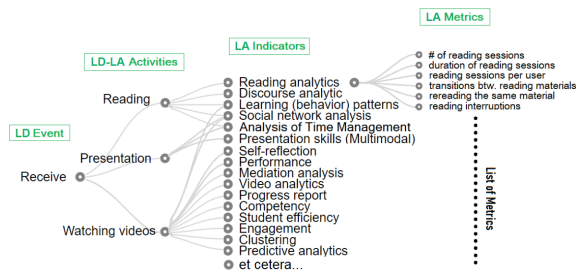 LA Metrics
LA Indicators
LD-LA Activities
LD Event
Receive
Reading
Presentation
Watching videos
Reading analytics
Discourse analytic
Learning (behavior) patterns
Social network analysis
Analysis of Time Management
Presentation skills (Multimodal)
Self-reflection
Performance
Mediation analysis
Video analytics
Progress report
Competency
Student efficiency
Engagement
Clustering
Predictive analytics
et cetera...
# of reading sessions
duration of reading sessions
reading sessions per user
transitions btw. reading materials
rereading the same material
reading interruptions
List of Metrics